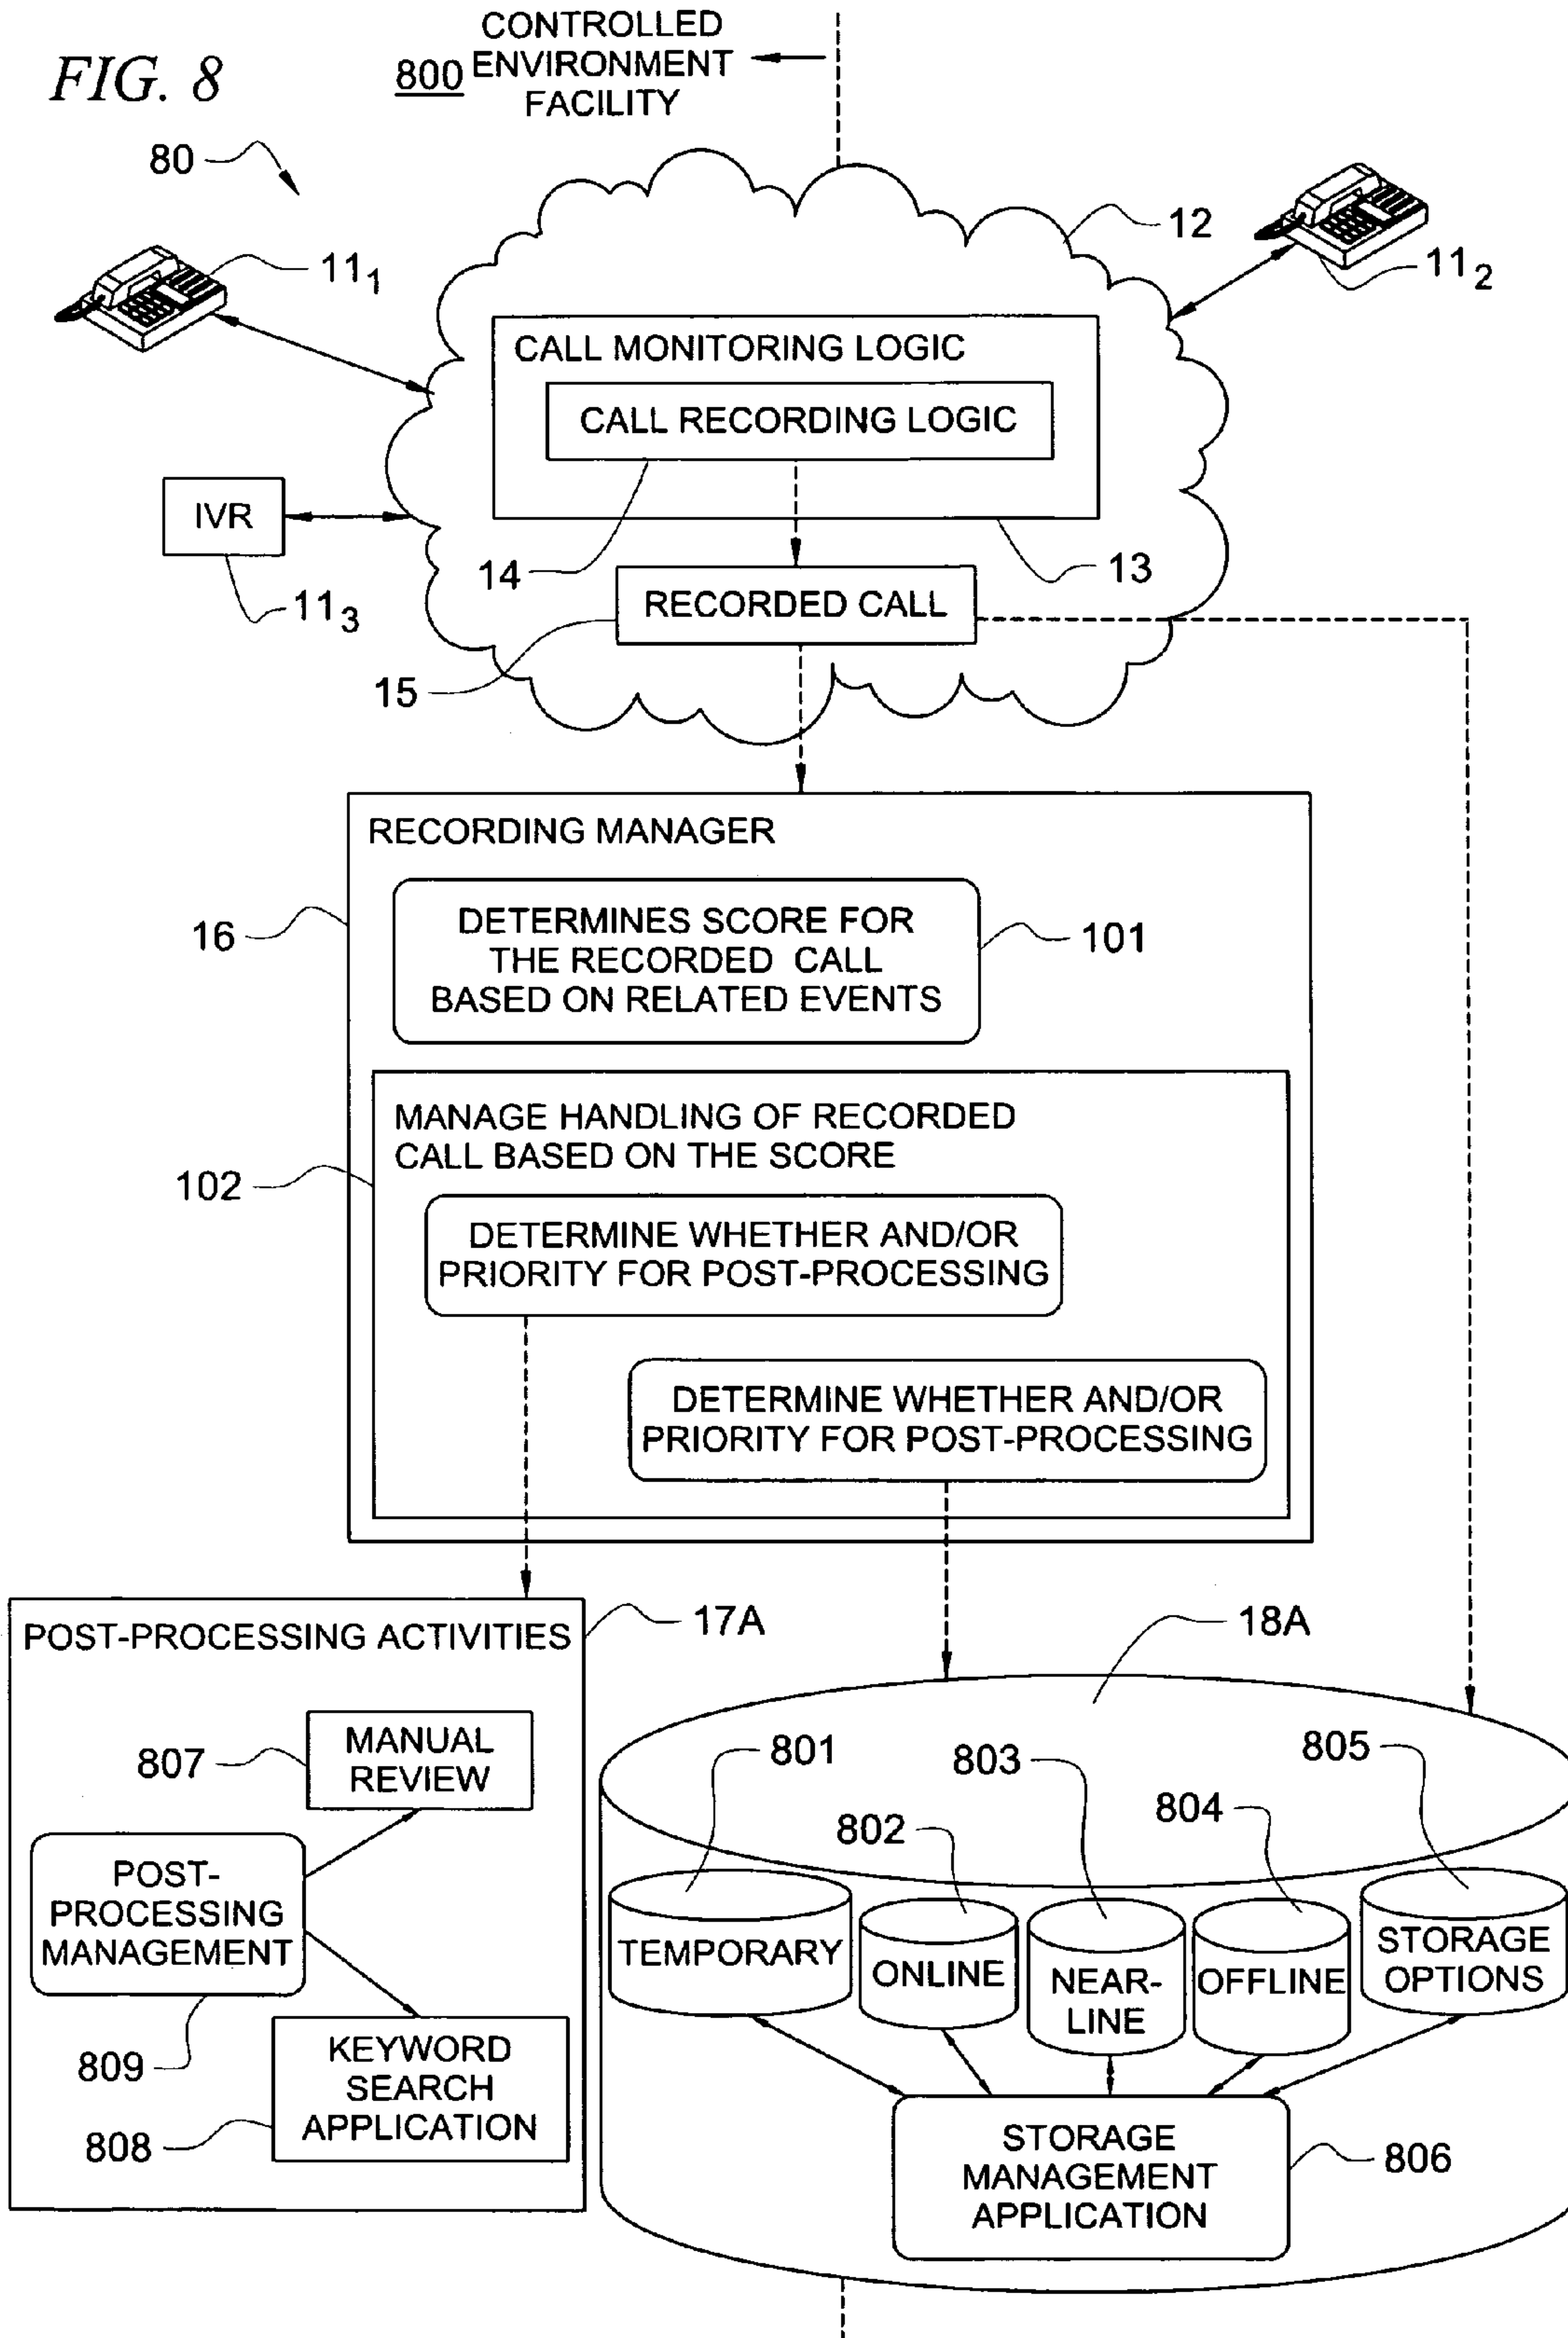 FIG. 8
800
CONTROLLED
ENVIRONMENT
FACILITY
80
12
11₁
11₂
CALL MONITORING LOGIC
CALL RECORDING LOGIC
IVR
14
13
11₃
RECORDED CALL
15
RECORDING MANAGER
16
DETERMINES SCORE FOR
THE RECORDED CALL
BASED ON RELATED EVENTS
101
MANAGE HANDLING OF RECORDED
CALL BASED ON THE SCORE
102
DETERMINE WHETHER AND/OR
PRIORITY FOR POST-PROCESSING
DETERMINE WHETHER AND/OR
PRIORITY FOR POST-PROCESSING
POST-PROCESSING ACTIVITIES
17A
18A
807
MANUAL
REVIEW
801
802
803
804
805
POST-
PROCESSING
MANAGEMENT
TEMPORARY
ONLINE
NEAR-
LINE
OFFLINE
STORAGE
OPTIONS
809
KEYWORD
SEARCH
APPLICATION
808
STORAGE
MANAGEMENT
APPLICATION
806